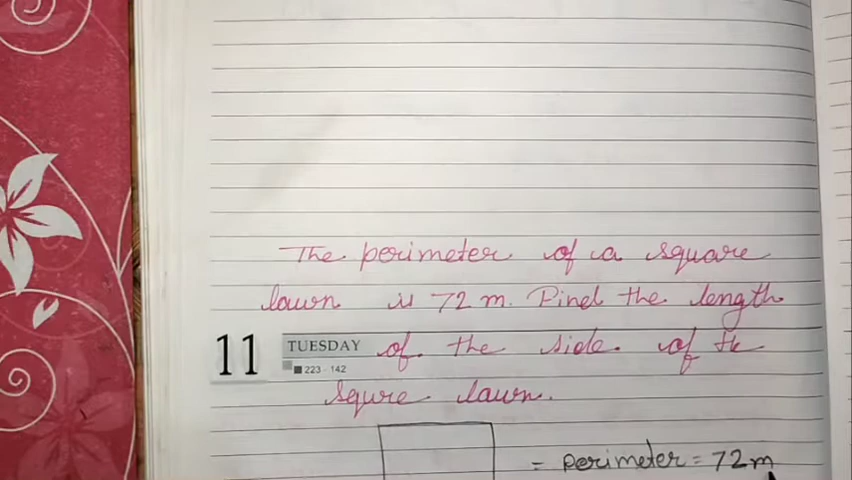 The perimeter of a square
lawn is 72 m. Find the length
11 TUESDAY of the side of the
223 - 142
Squre lawn.
= perimeter = 72 m